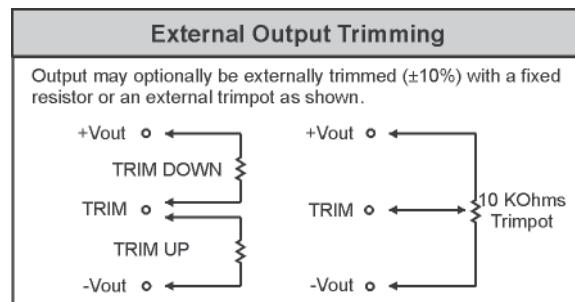 External Output Trimming
Output may optionally be externally trimmed (±10%) with a fixed
resistor or an external trimpot as shown.
+Vout
TRIM DOWN
TRIM
TRIM UP
-Vout
+Vout
TRIM
10 KOhms
Trimpot
-Vout